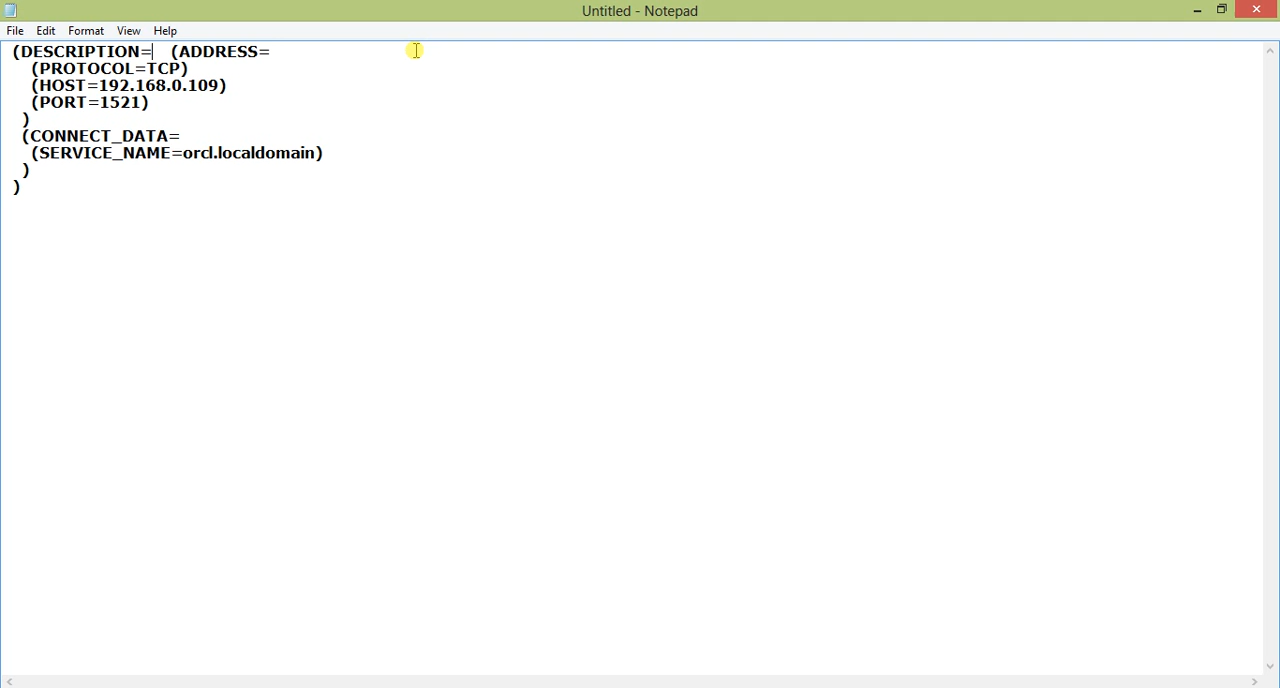 Untitled - Notepad
File Edit Format View Help
(DESCRIPTION= (ADDRESS=
(PROTOCOL=TCP)
(HOST=192.168.0.109)
(PORT=1521)
)
(CONNECT_DATA=
(SERVICE_NAME=orcl.localdomain)
)
)